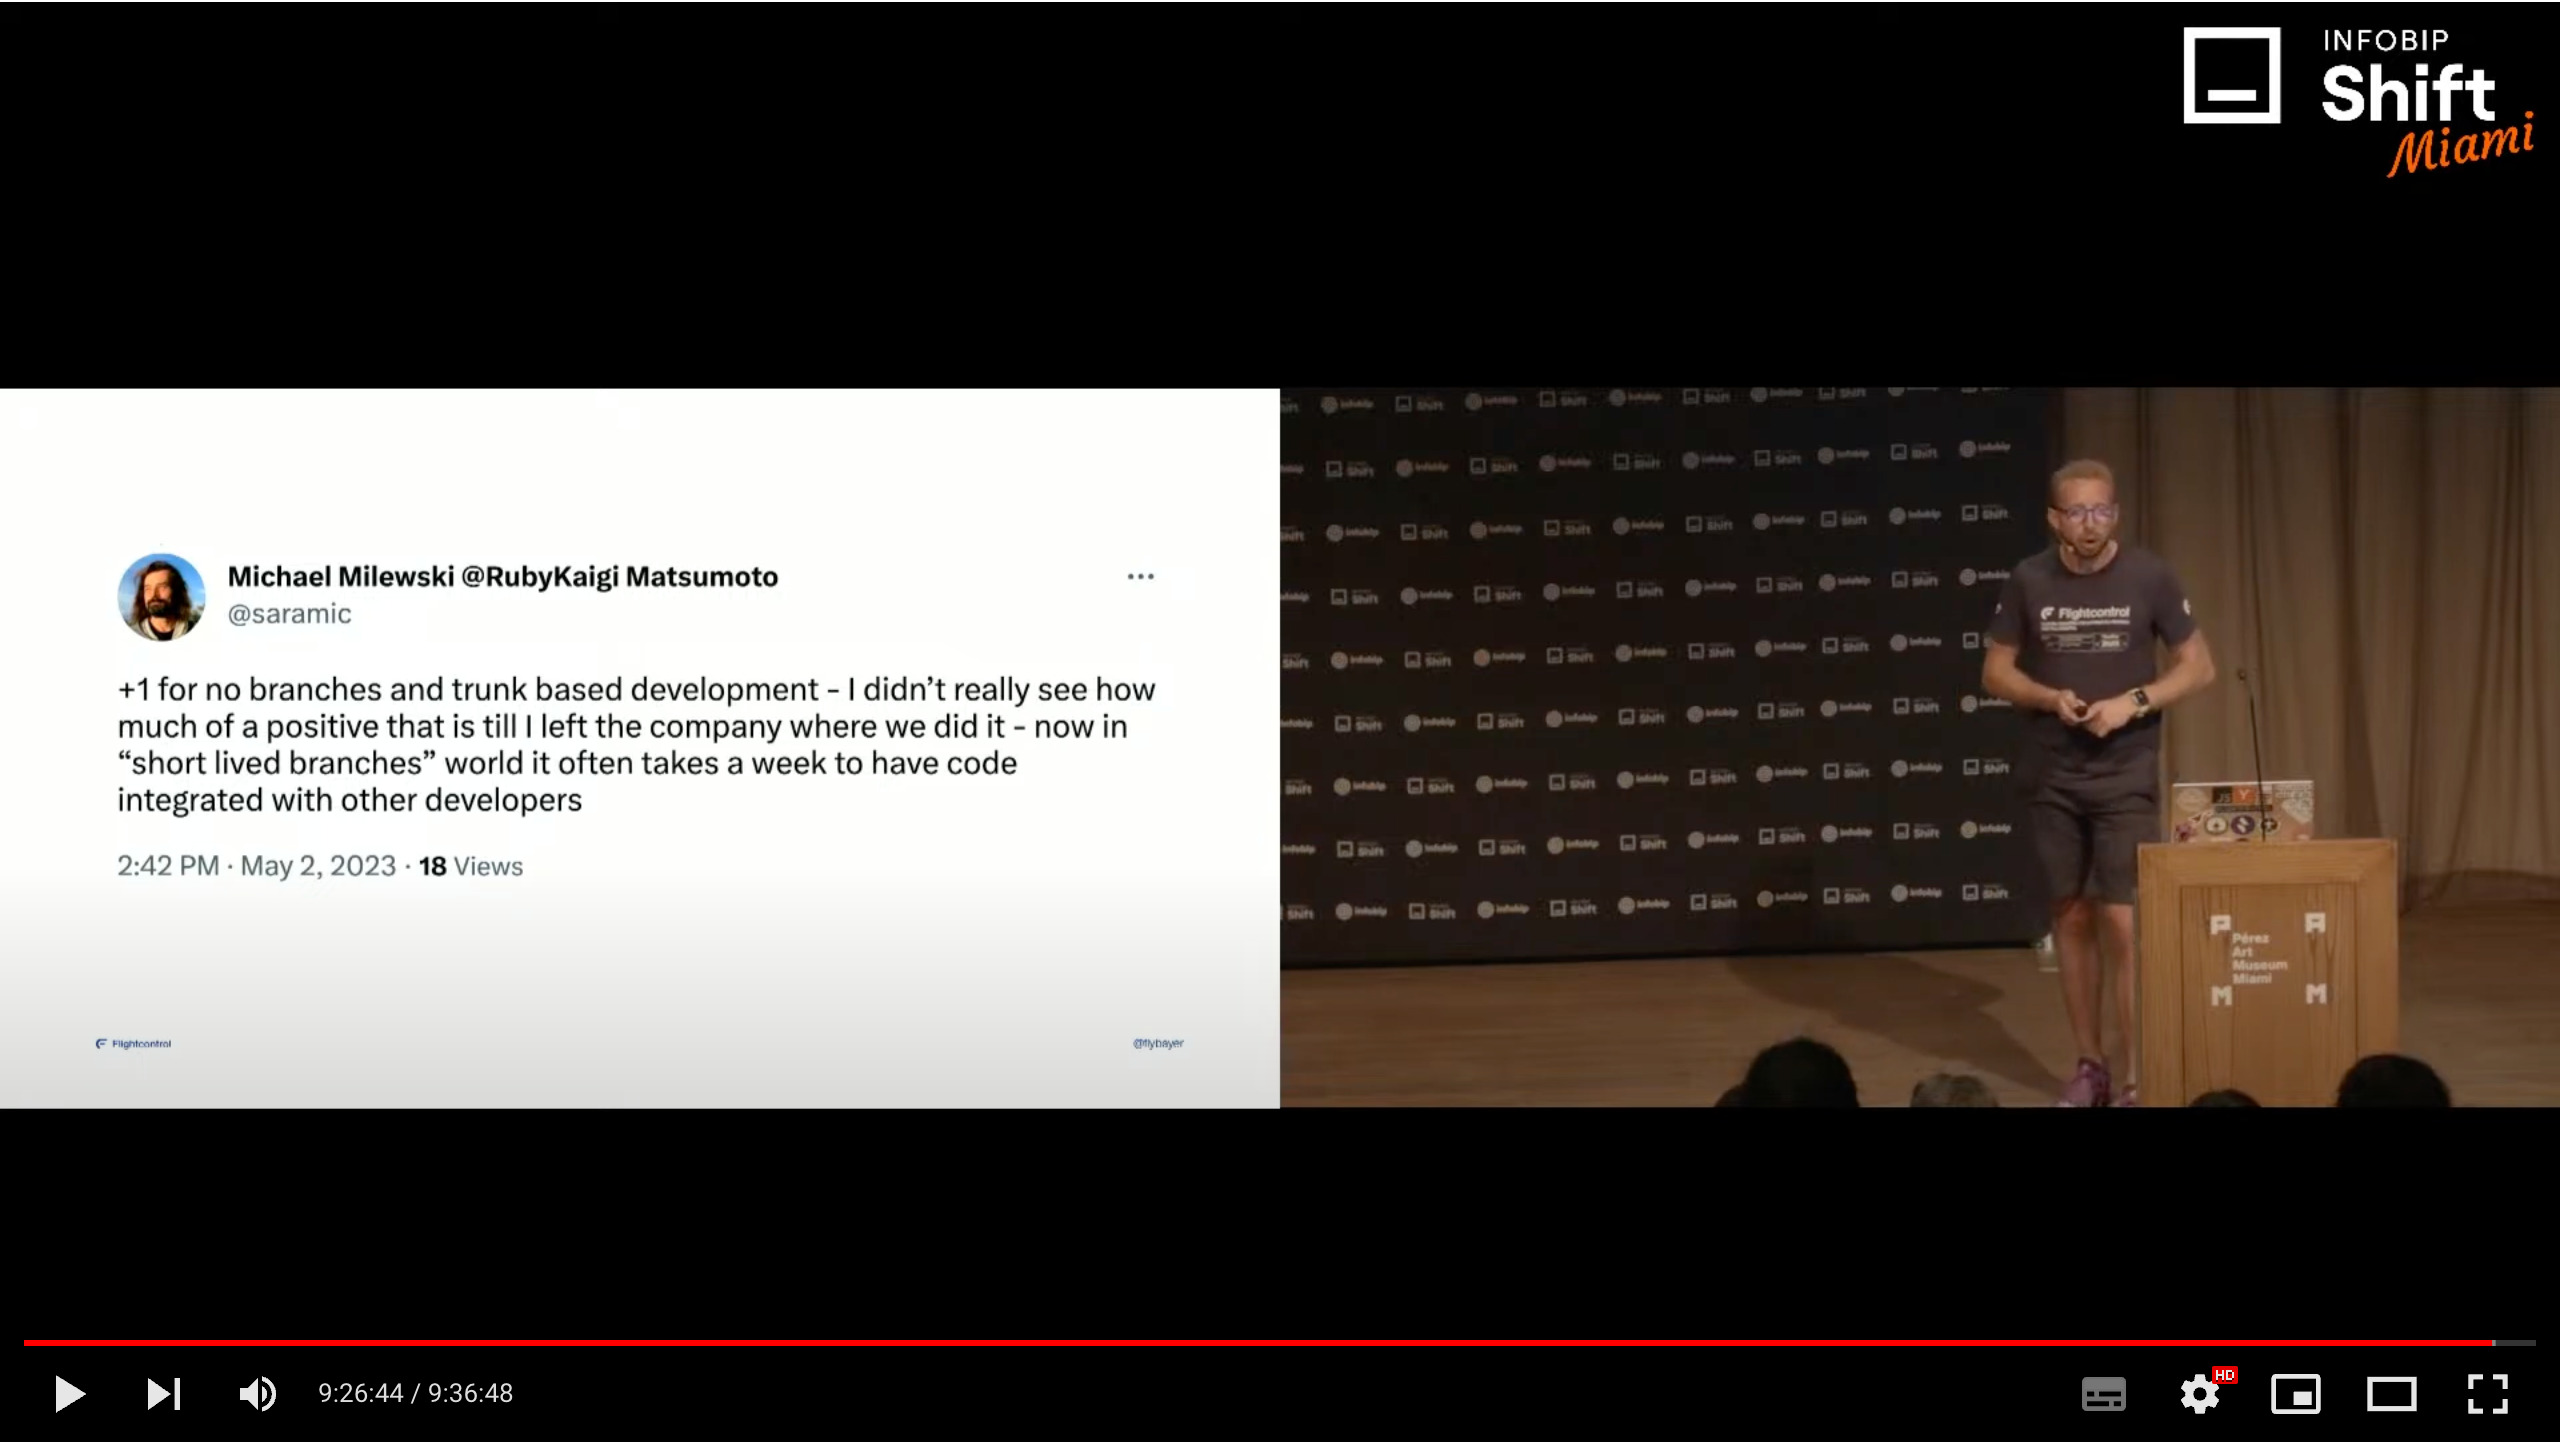 INFOBIP
Shift
Miami
Michael Milewski @RubyKaigi Matsumoto
@saramic
+1 for no branches and trunk based development - I didn’t really see how
much of a positive that is till I left the company where we did it - now in
“short lived branches” world it often takes a week to have code
integrated with other developers
2:42 PM · May 2, 2023 · 18 Views
Flightcontrol
@flybayer
Flightcontrol
Pérez
Art
Museum
Miami
P A
M M
9:26:44 / 9:36:48
HD